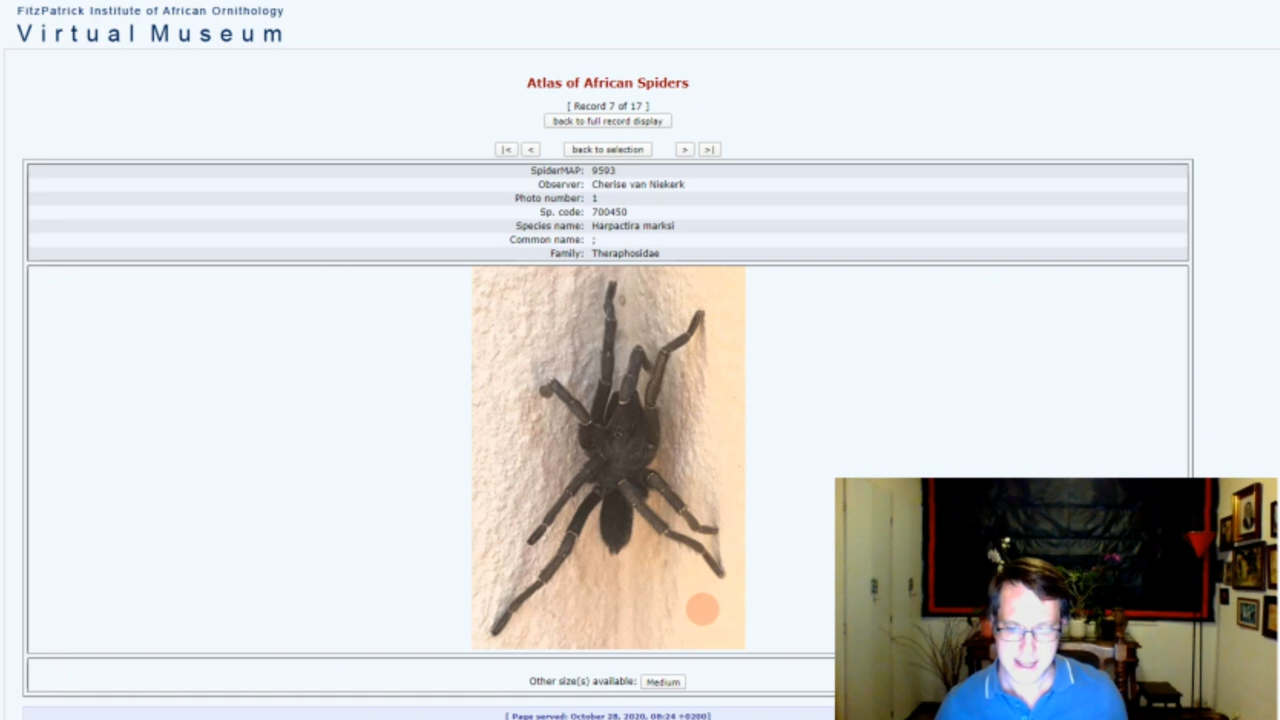 FitzPatrick Institute of African Ornithology
Virtual Museum
Atlas of African Spiders
[ Record 7 of 17 ]
back to full record display
|< < back to selection > >|
SpiderMAP: 9593
Observer: Cherise van Niekerk
Photo number: 1
Sp. code: 700450
Species name: Harpactira marksi
Common name: ;
Family: Theraphosidae
Other size(s) available: Medium
[ Page served: October 28, 2020, 08:24 +0200]